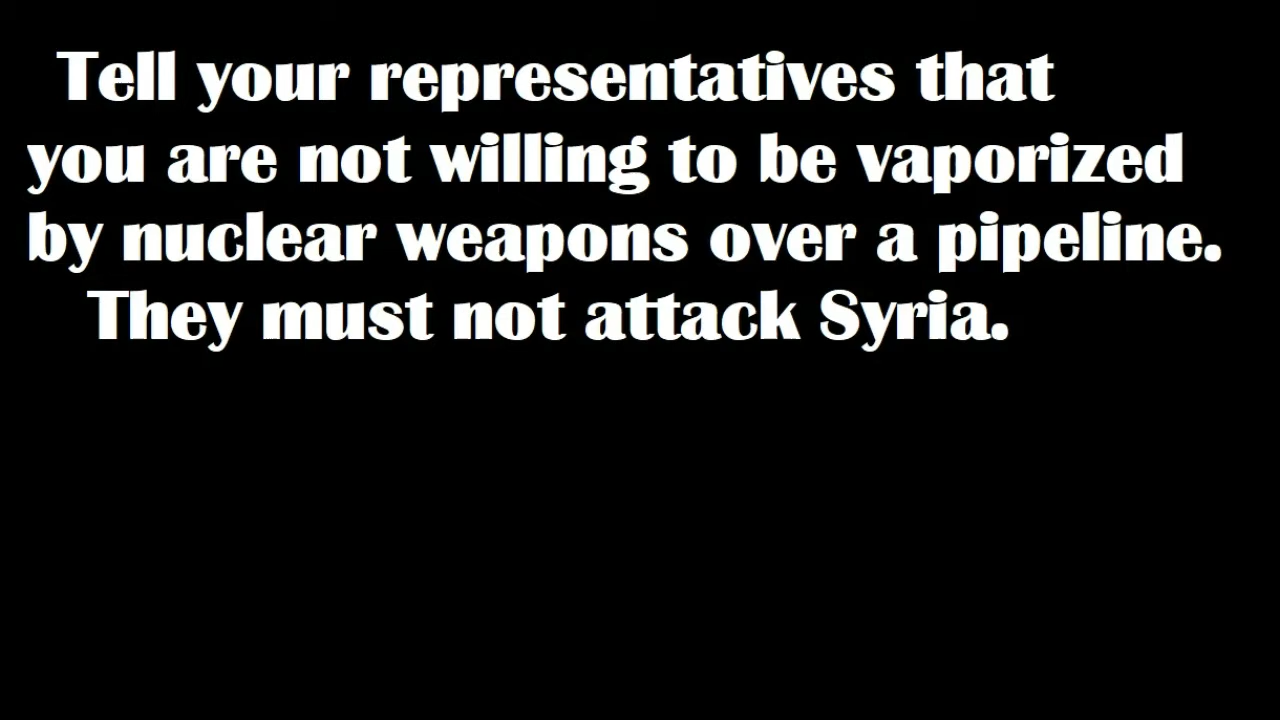 Tell your representatives that
you are not willing to be vaporized
by nuclear weapons over a pipeline.
They must not attack Syria.